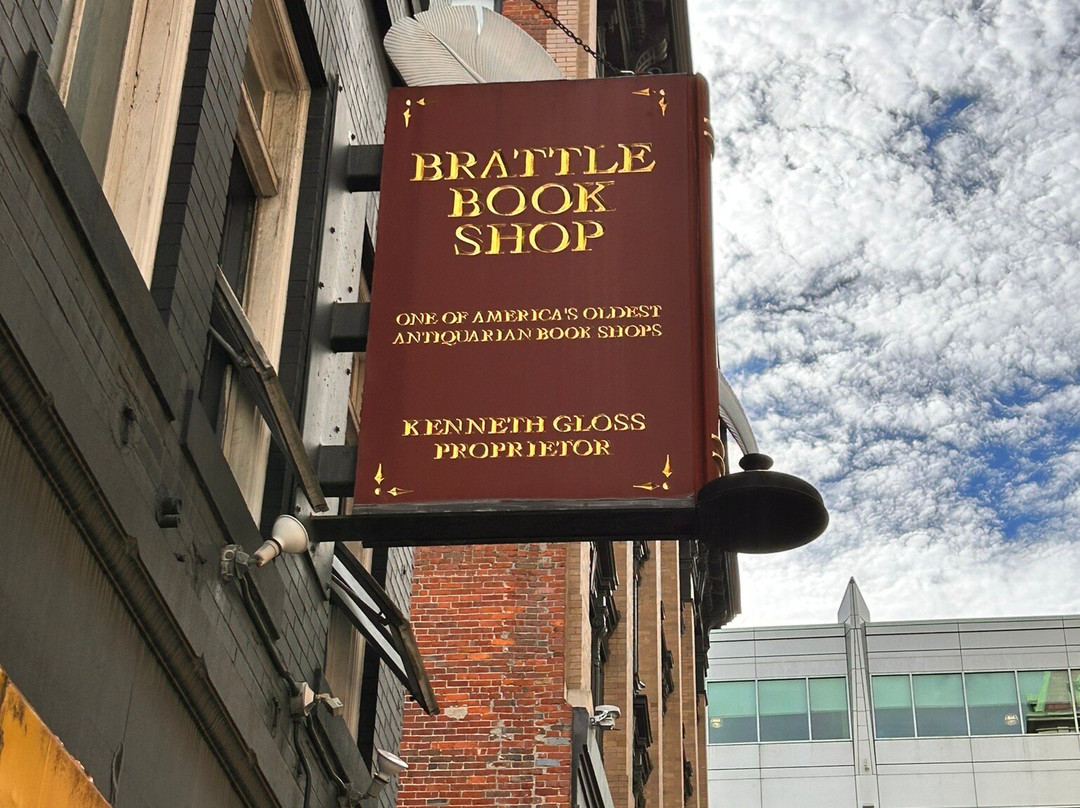 BRATTLE
BOOK
SHOP
ONE OF AMERICA'S OLDEST
ANTIQUARIAN BOOK SHOPS
KENNETH GLOSS
PROPRIETOR